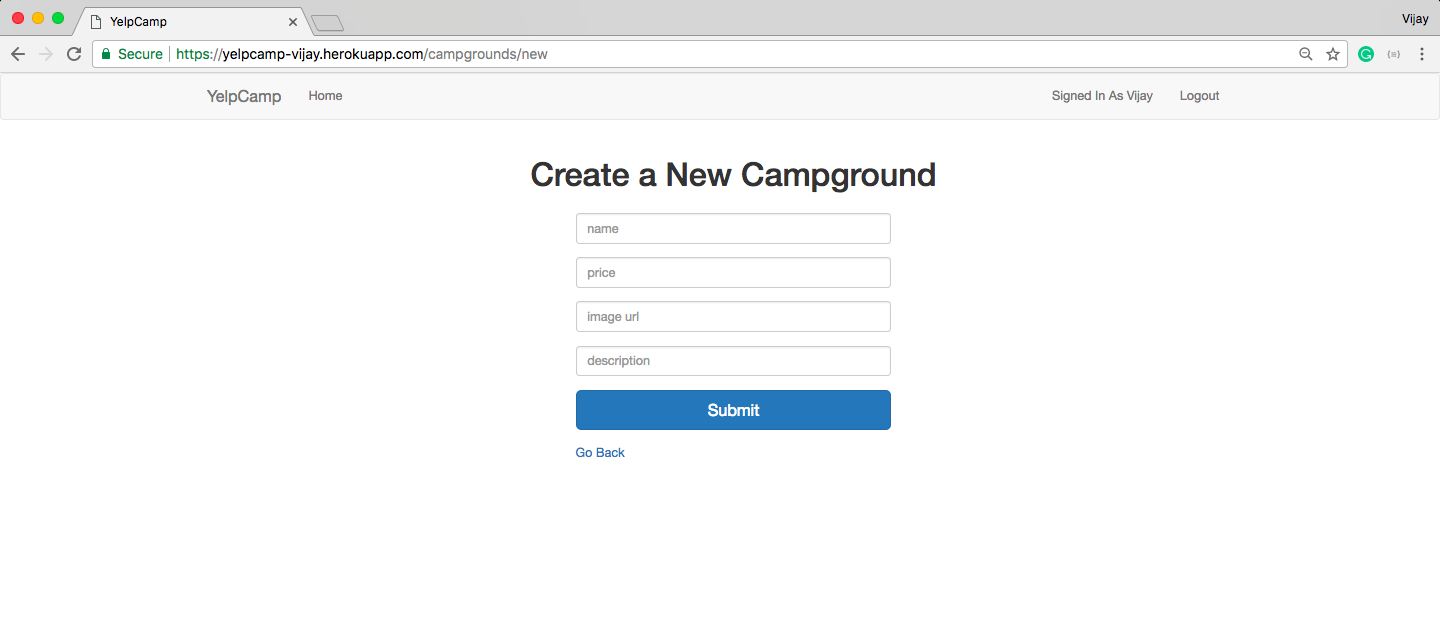 YelpCamp
Vijay
Secure https://yelpcamp-vijay.herokuapp.com/campgrounds/new
YelpCamp Home Signed In As Vijay Logout
Create a New Campground
name
price
image url
description
Submit
Go Back